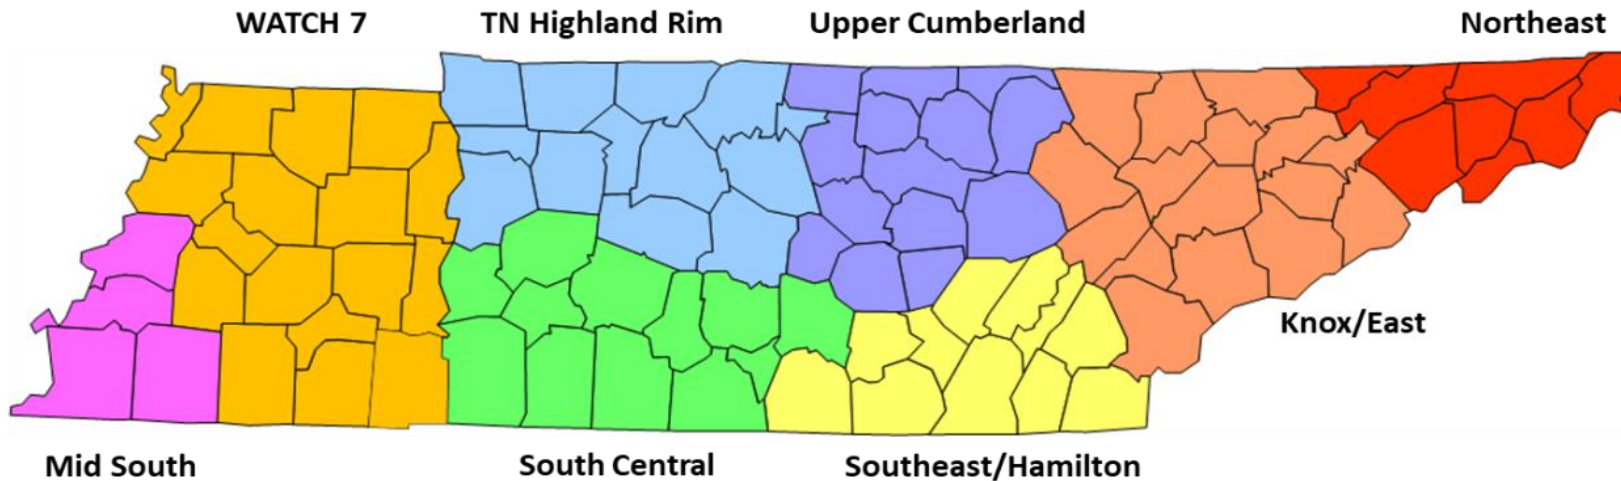 WATCH 7
TN Highland Rim
Upper Cumberland
Northeast
Knox/East
Mid South
South Central
Southeast/Hamilton